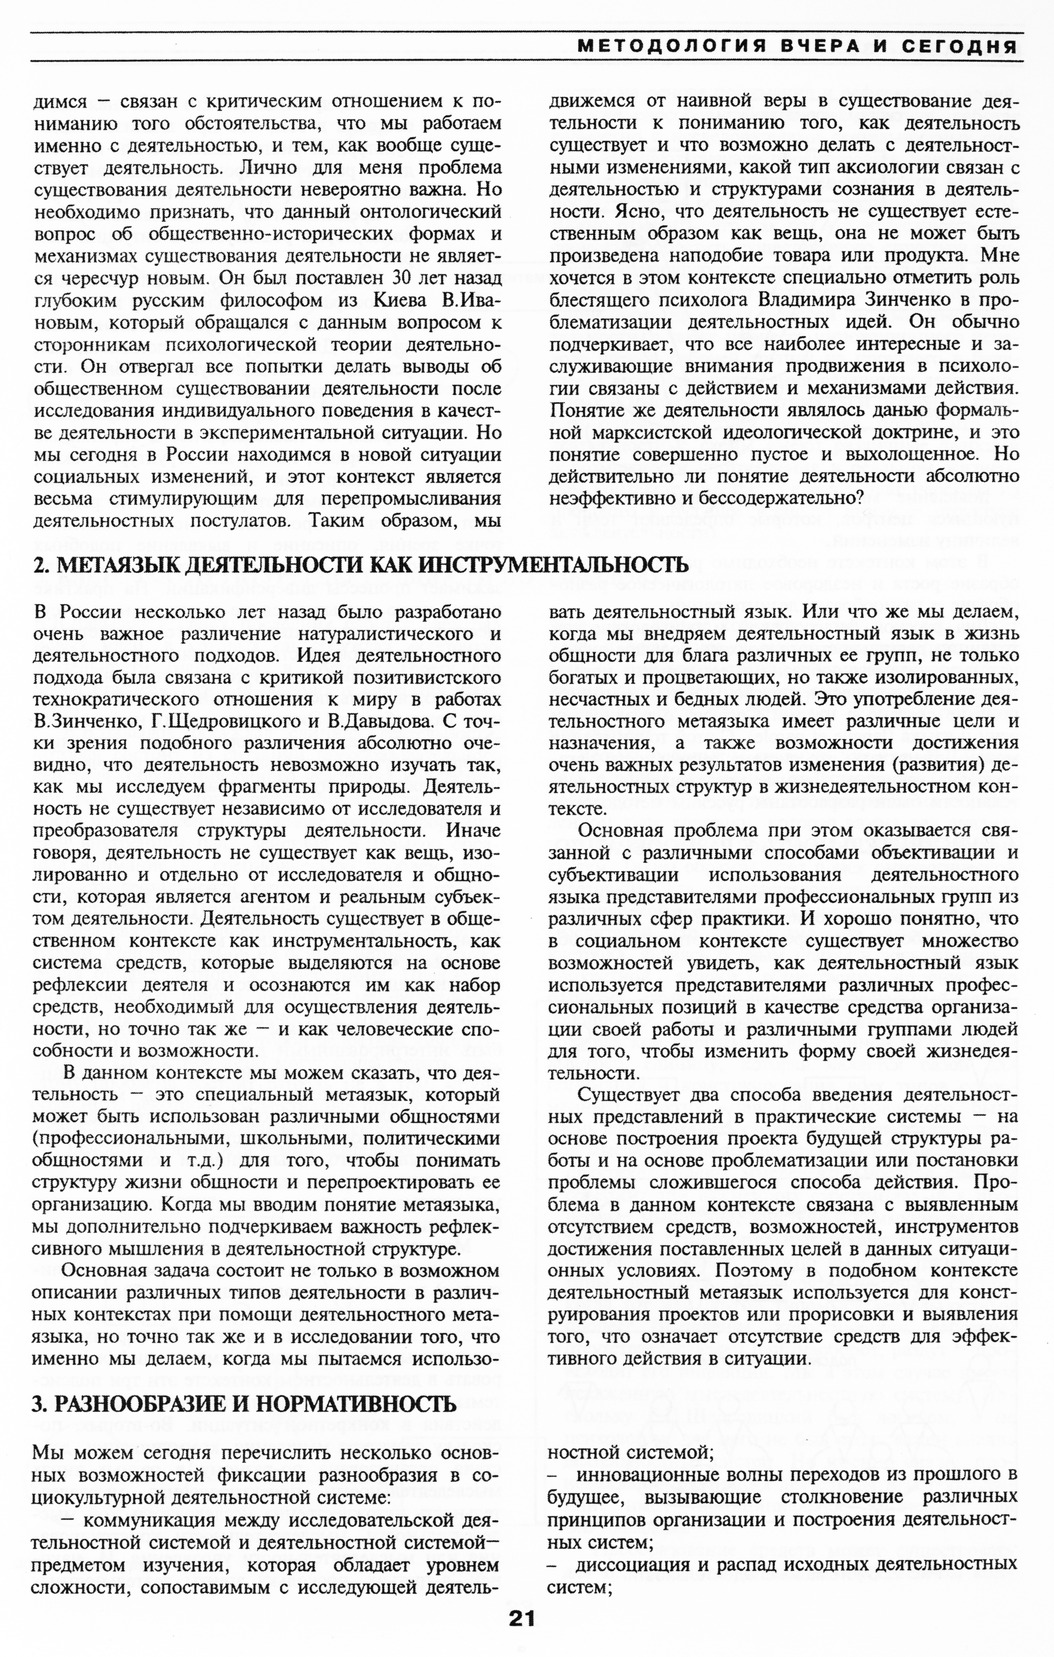 МЕТОДОЛОГИЯ ВЧЕРА И СЕГОДНЯ
димся — связан с критическим отношением к по-
ниманию того обстоятельства, что мы работаем
именно с деятельностью, и тем, как вообще суще-
ствует деятельность. Лично для меня проблема
существования деятельности невероятно важна. Но
необходимо признать, что данный онтологический
вопрос об общественно-исторических формах и
механизмах существования деятельности не являет-
ся чересчур новым. Он был поставлен 30 лет назад
глубоким русским философом из Киева В.Ива-
новым, который обращался с данным вопросом к
сторонникам психологической теории деятельно-
сти. Он отвергал все попытки делать выводы об
общественном существовании деятельности после
исследования индивидуального поведения в качест-
ве деятельности в экспериментальной ситуации. Но
мы сегодня в России находимся в новой ситуации
социальных изменений, и этот контекст является
весьма стимулирующим для перепромысливания
деятельностных постулатов. Таким образом, мы
движемся от наивной веры в существование дея-
тельности к пониманию того, как деятельность
существует и что возможно делать с деятельност-
ными изменениями, какой тип аксиологии связан с
деятельностью и структурами сознания в деятель-
ности. Ясно, что деятельность не существует есте-
ственным образом как вещь, она не может быть
произведена наподобие товара или продукта. Мне
хочется в этом контексте специально отметить роль
блестящего психолога Владимира Зинченко в про-
блематизации деятельностных идей. Он обычно
подчеркивает, что все наиболее интересные и за-
служивающие внимания продвижения в психоло-
гии связаны с действием и механизмами действия.
Понятие же деятельности являлось данью формаль-
ной марксистской идеологической доктрине, и это
понятие совершенно пустое и выхолощенное. Но
действительно ли понятие деятельности абсолютно
неэффективно и бессодержательно?
2. МЕТАЯЗЫК ДЕЯТЕЛЬНОСТИ КАК ИНСТРУМЕНТАЛЬНОСТЬ
В России несколько лет назад было разработано
очень важное различение натуралистического и
деятельностного подходов. Идея деятельностного
подхода была связана с критикой позитивистского
технократического отношения к миру в работах
В.Зинченко, Г.Щедровицкого и В.Давыдова. С точ-
ки зрения подобного различения абсолютно оче-
видно, что деятельность невозможно изучать так,
как мы исследуем фрагменты природы. Деятель-
ность не существует независимо от исследователя и
преобразователя структуры деятельности. Иначе
говоря, деятельность не существует как вещь, изо-
лированно и отдельно от исследователя и общно-
сти, которая является агентом и реальным субъек-
том деятельности. Деятельность существует в обще-
ственном контексте как инструментальность, как
система средств, которые выделяются на основе
рефлексии деятеля и осознаются им как набор
средств, необходимый для осуществления деятель-
ности, но точно так же — и как человеческие спо-
собности и возможности.
В данном контексте мы можем сказать, что дея-
тельность — это специальный метаязык, который
может быть использован различными общностями
(профессиональными, школьными, политическими
общностями и т.д.) для того, чтобы понимать
структуру жизни общности и перепроектировать ее
организацию. Когда мы вводим понятие метаязыка,
мы дополнительно подчеркиваем важность рефлек-
сивного мышления в деятельностной структуре.
Основная задача состоит не только в возможном
описании различных типов деятельности в различ-
ных контекстах при помощи деятельностного мета-
языка, но точно так же и в исследовании того, что
именно мы делаем, когда мы пытаемся использо-
вать деятельностный язык. Или что же мы делаем,
когда мы внедряем деятельностный язык в жизнь
общности для блага различных ее групп, не только
богатых и процветающих, но также изолированных,
несчастных и бедных людей. Это употребление дея-
тельностного метаязыка имеет различные цели и
назначения, а также возможности достижения
очень важных результатов изменения (развития) де-
ятельностных структур в жизнедеятельностном кон-
тексте.
Основная проблема при этом оказывается свя-
занной с различными способами объективации и
субъективации использования деятельностного
языка представителями профессиональных групп из
различных сфер практики. И хорошо понятно, что
в социальном контексте существует множество
возможностей увидеть, как деятельностный язык
используется представителями различных профес-
сиональных позиций в качестве средства организа-
ции своей работы и различными группами людей
для того, чтобы изменить форму своей жизнедея-
тельности.
Существует два способа введения деятельност-
ных представлений в практические системы — на
основе построения проекта будущей структуры ра-
боты и на основе проблематизации или постановки
проблемы сложившегося способа действия. Про-
блема в данном контексте связана с выявленным
отсутствием средств, возможностей, инструментов
достижения поставленных целей в данных ситуаци-
онных условиях. Поэтому в подобном контексте
деятельностный метаязык используется для конст-
руирования проектов или прорисовки и выявления
того, что означает отсутствие средств для эффек-
тивного действия в ситуации.
3. РАЗНООБРАЗИЕ И НОРМАТИВНОСТЬ
Мы можем сегодня перечислить несколько основ-
ных возможностей фиксации разнообразия в со-
циокультурной деятельностной системе:
— коммуникация между исследовательской дея-
тельностной системой и деятельностной системой—
предметом изучения, которая обладает уровнем
сложности, сопоставимым с исследующей деятель-
ностной системой;
– инновационные волны переходов из прошлого в
будущее, вызывающие столкновение различных
принципов организации и построения деятельност-
ных систем;
– диссоциация и распад исходных деятельностных
систем;
21